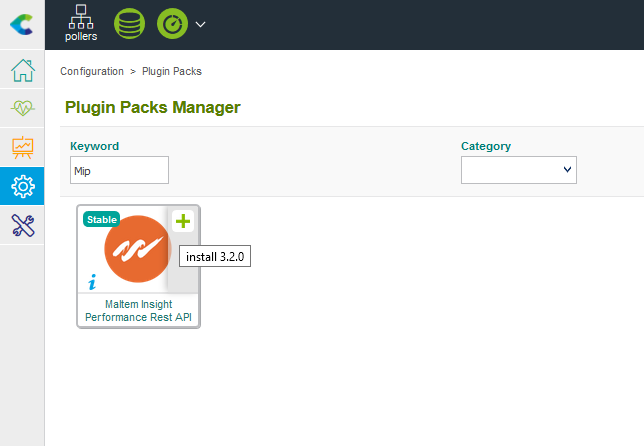 pollers
Configuration > Plugin Packs
Plugin Packs Manager
Keyword
Category
Mip
Stable
install 3.2.0
i
Maltem Insight
Performance Rest API